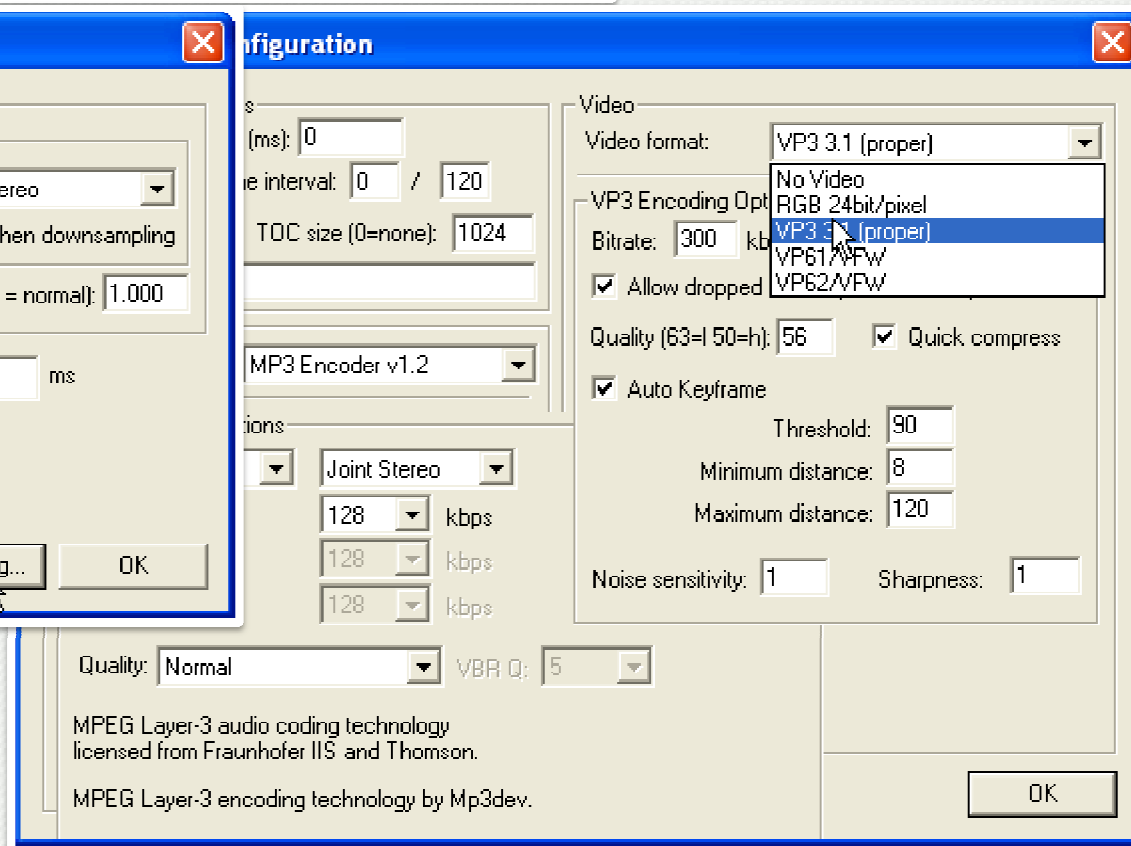 nfiguration
ereo
hen downsampling
= normal): 1.000
ms
g...
OK
s
(ms): 0
e interval: 0 / 120
TOC size (0=none): 1024
MP3 Encoder v1.2
tions
Joint Stereo
128 kbps
128 kbps
128 kbps
Quality: Normal VBR Q: 5
MPEG Layer-3 audio coding technology
licensed from Fraunhofer IIS and Thomson.
MPEG Layer-3 encoding technology by Mp3dev.
Video
Video format: VP3 3.1 (proper)
No Video
RGB 24bit/pixel
VP3 3.1 (proper)
VP61/VFW
VP62/VFW
VP3 Encoding Opt
Bitrate: 300 kb
Allow dropped
Quality (63=l 50=h): 56 Quick compress
Auto Keyframe
Threshold: 90
Minimum distance: 8
Maximum distance: 120
Noise sensitivity: 1 Sharpness: 1
OK